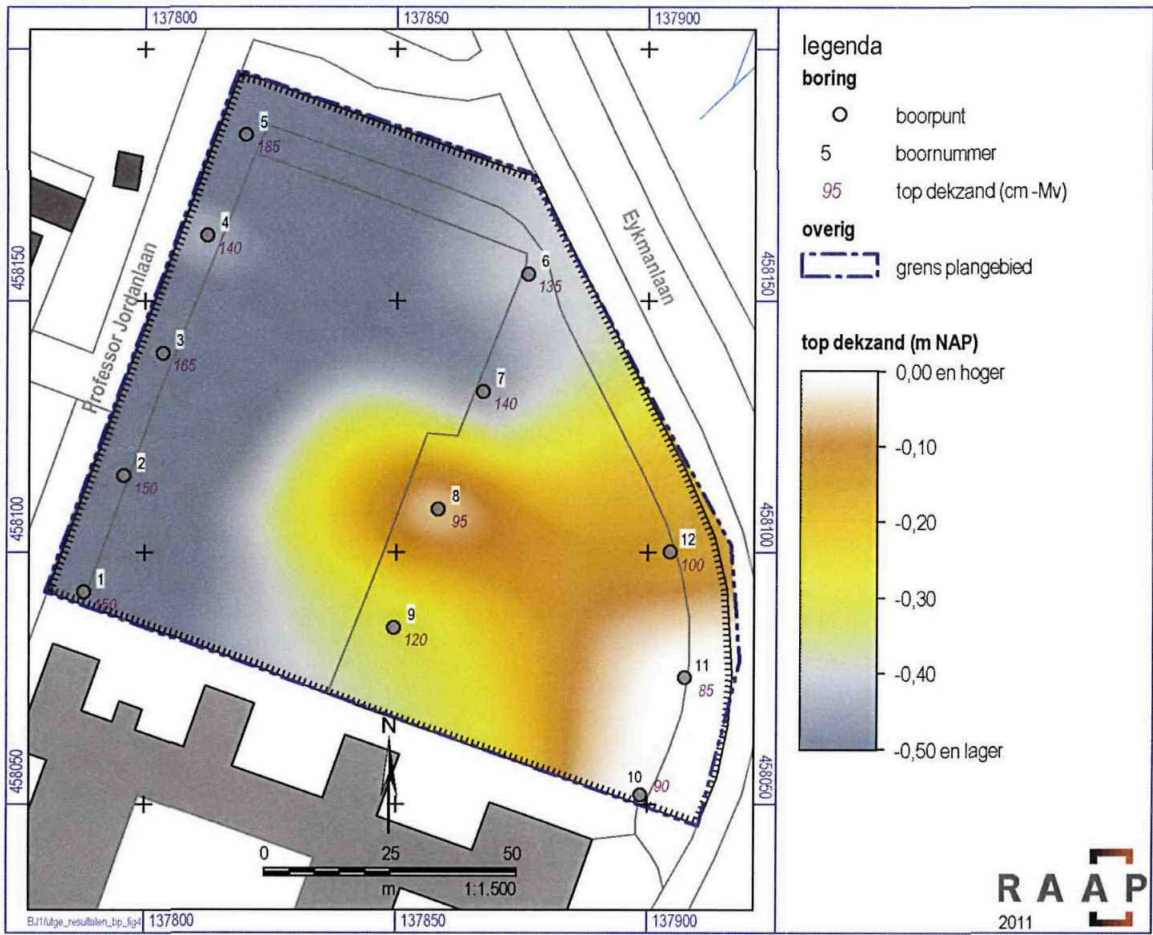 137800
137850
137900
458150
458100
458050
458150
458100
458050
Professor Jordanlaan
Eykmanlaan
5
185
4
140
6
135
3
165
7
140
2
150
8
95
12
100
1
150
9
120
11
85
10
90
N
0 25 50
m 1:1.500
137800
137850
137900
legenda
boring
boorpunt
5 boornummer
95 top dekzand (cm -Mv)
overig
grens plangebied
top dekzand (m NAP)
0,00 en hoger
-0,10
-0,20
-0,30
-0,40
-0,50 en lager
RAAP
2011